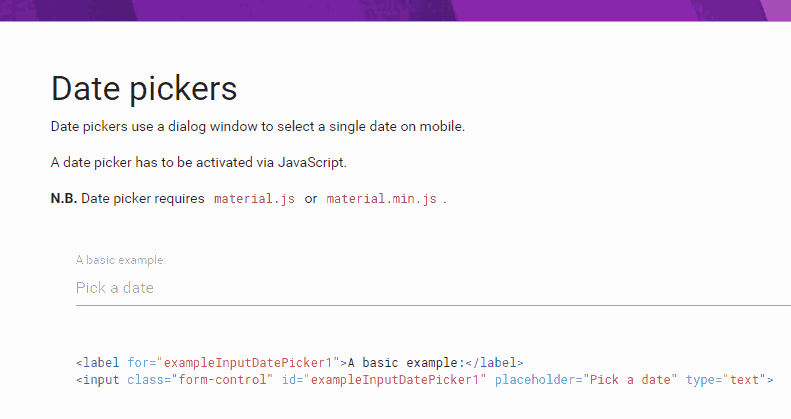 Date pickers
Date pickers use a dialog window to select a single date on mobile.
A date picker has to be activated via JavaScript.
N.B. Date picker requires material.js or material.min.js .
A basic example:
Pick a date
<label for="exampleInputDatePicker1">A basic example:</label>
<input class="form-control" id="exampleInputDatePicker1" placeholder="Pick a date" type="text">